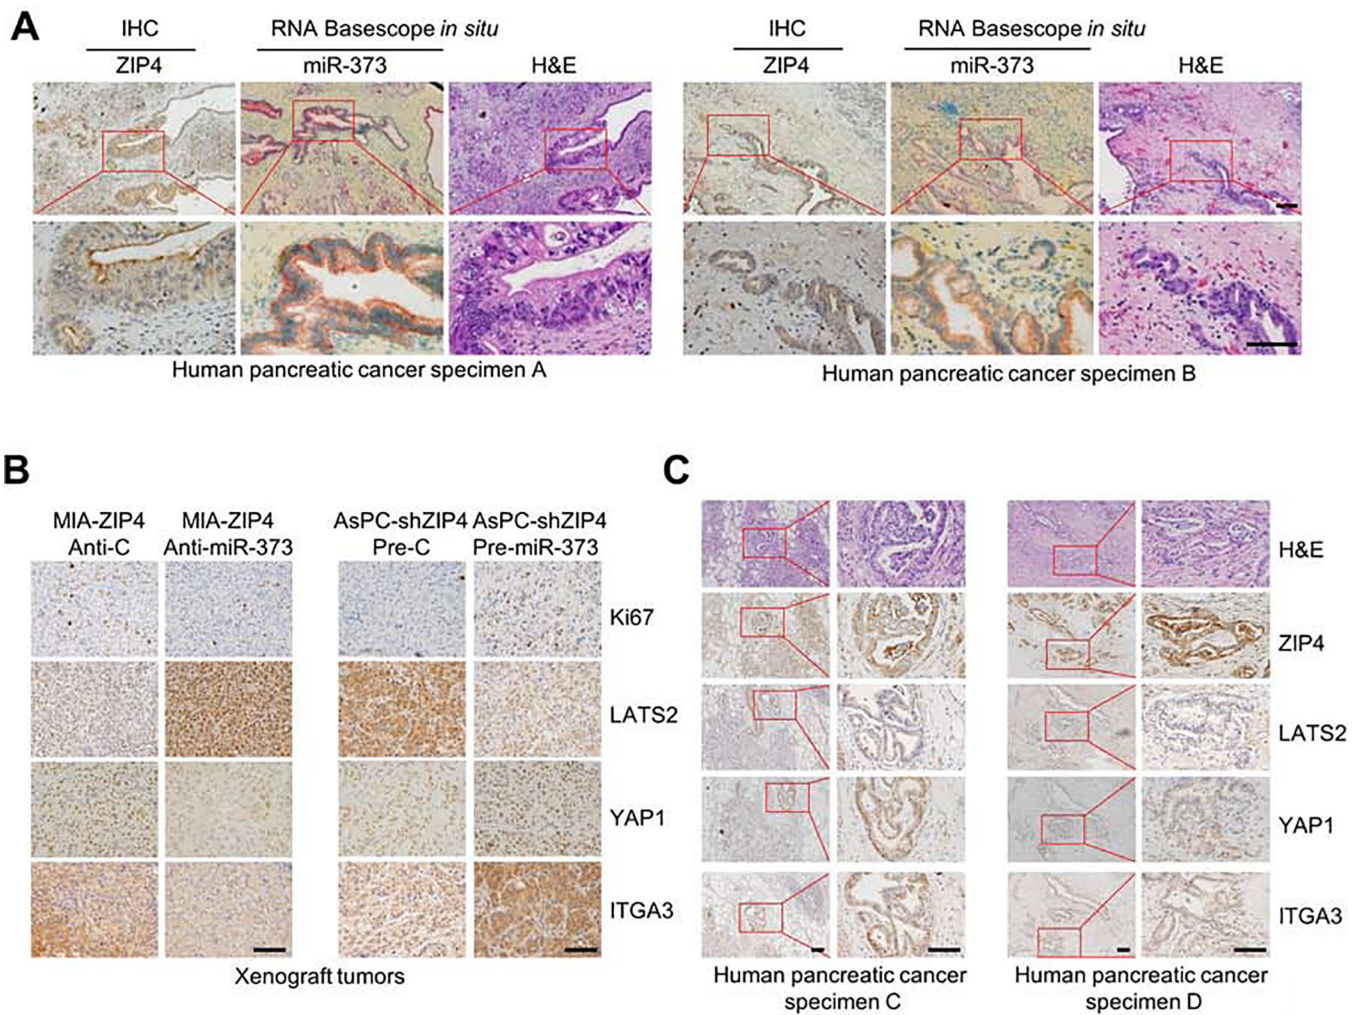 A
IHC
RNA Basescope in situ
IHC
RNA Basescope in situ
ZIP4
miR-373
H&E
ZIP4
miR-373
H&E
Human pancreatic cancer specimen A
Human pancreatic cancer specimen B
B
MIA-ZIP4
Anti-C
MIA-ZIP4
Anti-miR-373
AsPC-shZIP4
Pre-C
AsPC-shZIP4
Pre-miR-373
Ki67
LATS2
YAP1
ITGA3
Xenograft tumors
C
H&E
ZIP4
LATS2
YAP1
ITGA3
Human pancreatic cancer
specimen C
Human pancreatic cancer
specimen D